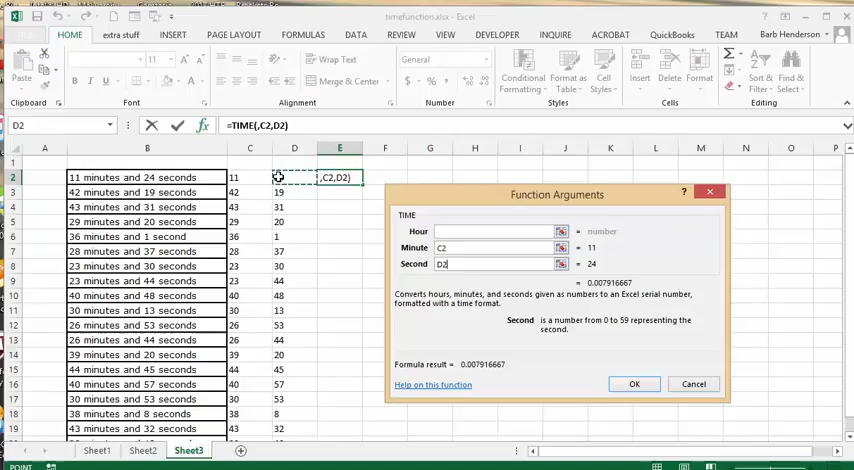 timefunction.xlsx - Excel
HOME extra stuff INSERT PAGE LAYOUT FORMULAS DATA REVIEW VIEW DEVELOPER INQUIRE ACROBAT QuickBooks TEAM Barb Henderson
Paste
11
Wrap Text
Merge & Center
General
Conditional Formatting
Format as Table
Cell Styles
Insert
Delete
Format
Sort & Filter
Find & Select
Clipboard Font Alignment Number Styles Cells Editing
D2 =TIME(,C2,D2)
A B C D E F G H I J K L M N O P
1
2 11 minutes and 24 seconds 11 ,C2,D2)
3 42 minutes and 19 seconds 42 19
4 43 minutes and 31 seconds 43 31
5 29 minutes and 20 seconds 29 20
6 36 minutes and 1 second 36 1
7 28 minutes and 37 seconds 28 37
8 23 minutes and 30 seconds 23 30
9 23 minutes and 44 seconds 23 44
10 40 minutes and 48 seconds 40 48
11 30 minutes and 13 seconds 30 13
12 26 minutes and 53 seconds 26 53
13 26 minutes and 44 seconds 26 44
14 39 minutes and 20 seconds 39 20
15 44 minutes and 45 seconds 44 45
16 40 minutes and 57 seconds 40 57
17 30 minutes and 53 seconds 30 53
18 38 minutes and 8 seconds 38 8
19 43 minutes and 32 seconds 43 32
Function Arguments
TIME
Hour = number
Minute C2 = 11
Second D2 = 24
= 0.007916667
Converts hours, minutes, and seconds given as numbers to an Excel serial number,
formatted with a time format.
Second is a number from 0 to 59 representing the
second.
Formula result = 0.007916667
Help on this function
OK Cancel
Sheet1 Sheet2 Sheet3
POINT